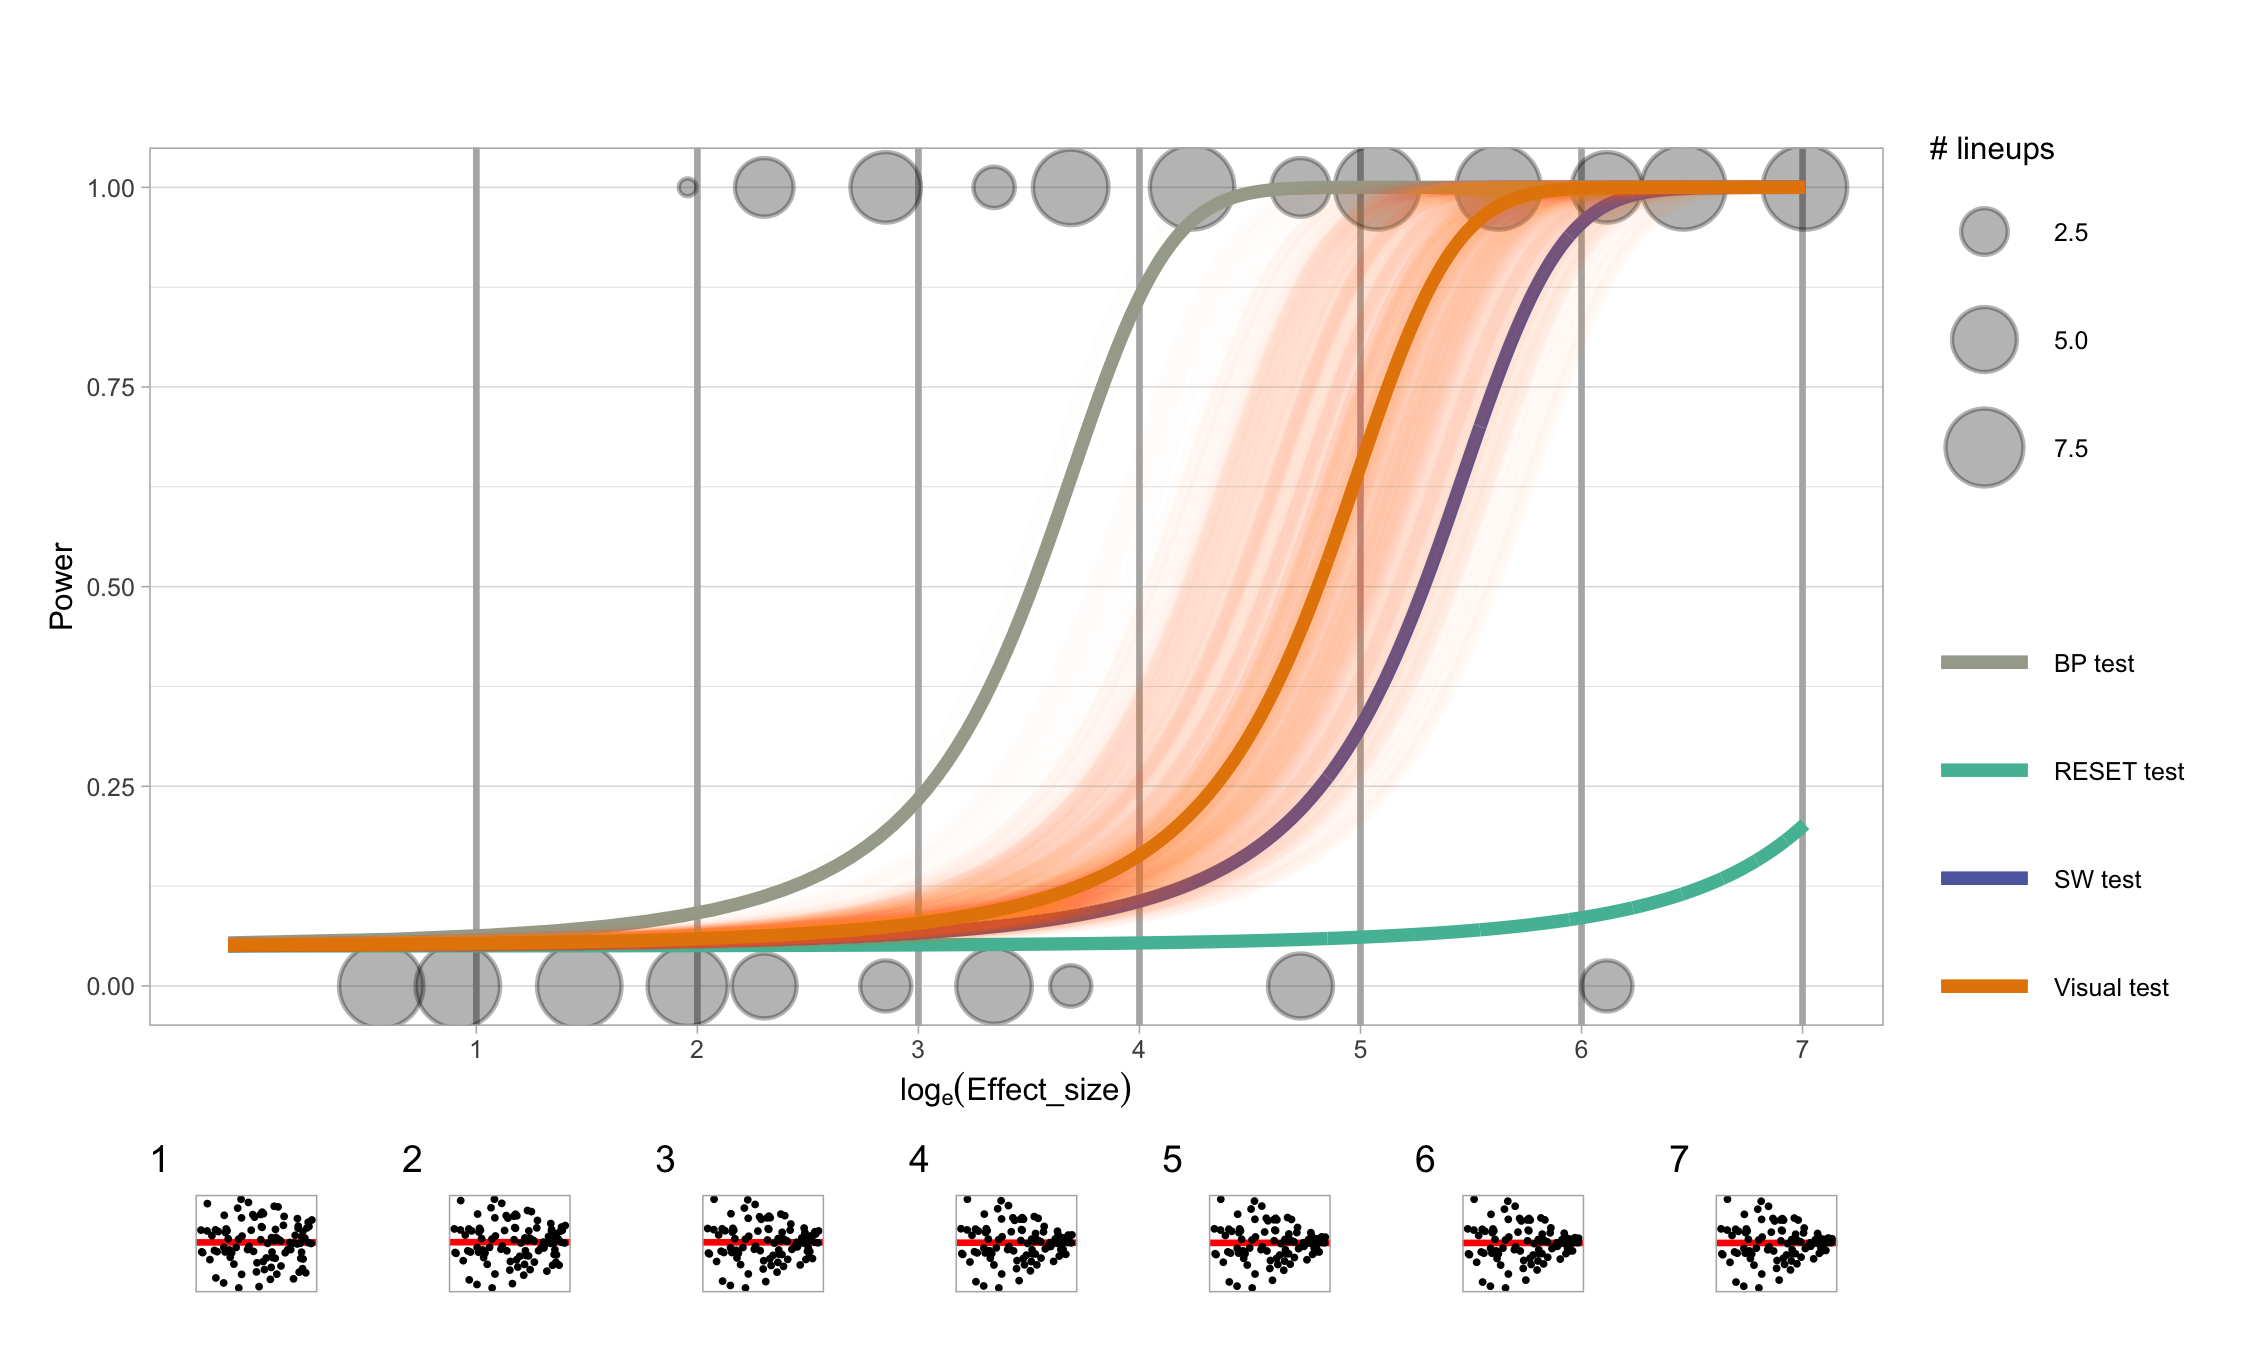 # lineups
2.5
5.0
7.5
BP test
RESET test
SW test
Visual test
Power
1.00
0.75
0.50
0.25
0.00
1 2 3 4 5 6 7
logₑ(Effect_size)
1 2 3 4 5 6 7